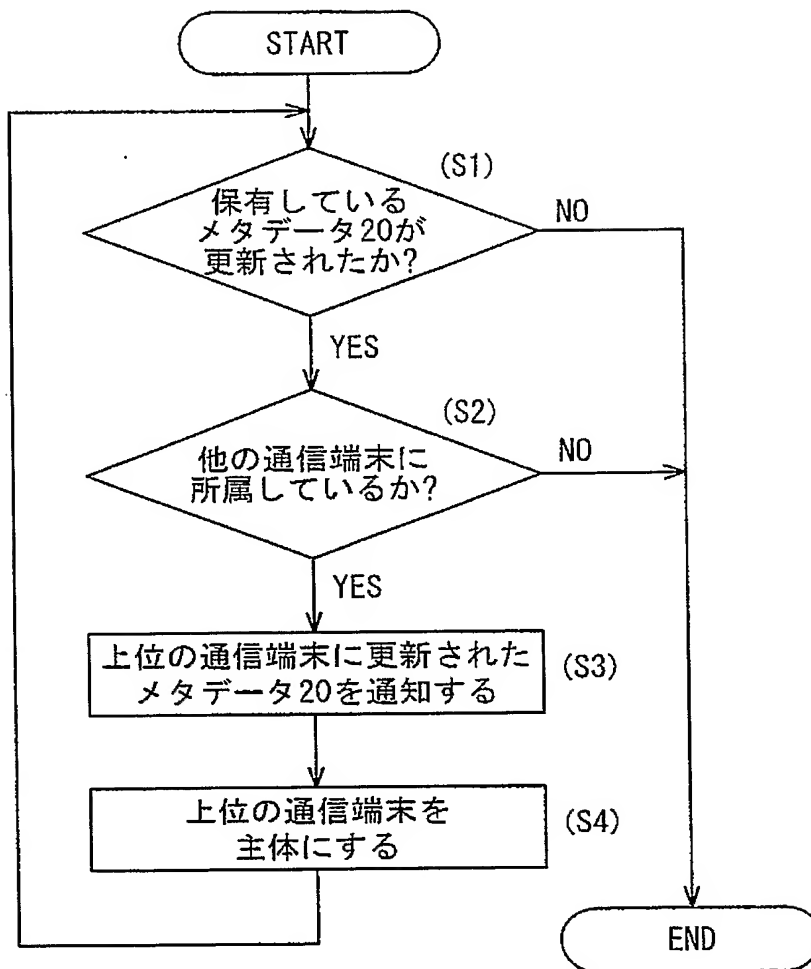 START
(S1)
保有している
メタデータ20が
更新されたか?
NO
YES
(S2)
他の通信端末に
所属しているか?
NO
YES
上位の通信端末に更新された
メタデータ20を通知する
(S3)
上位の通信端末を
主体にする
(S4)
END